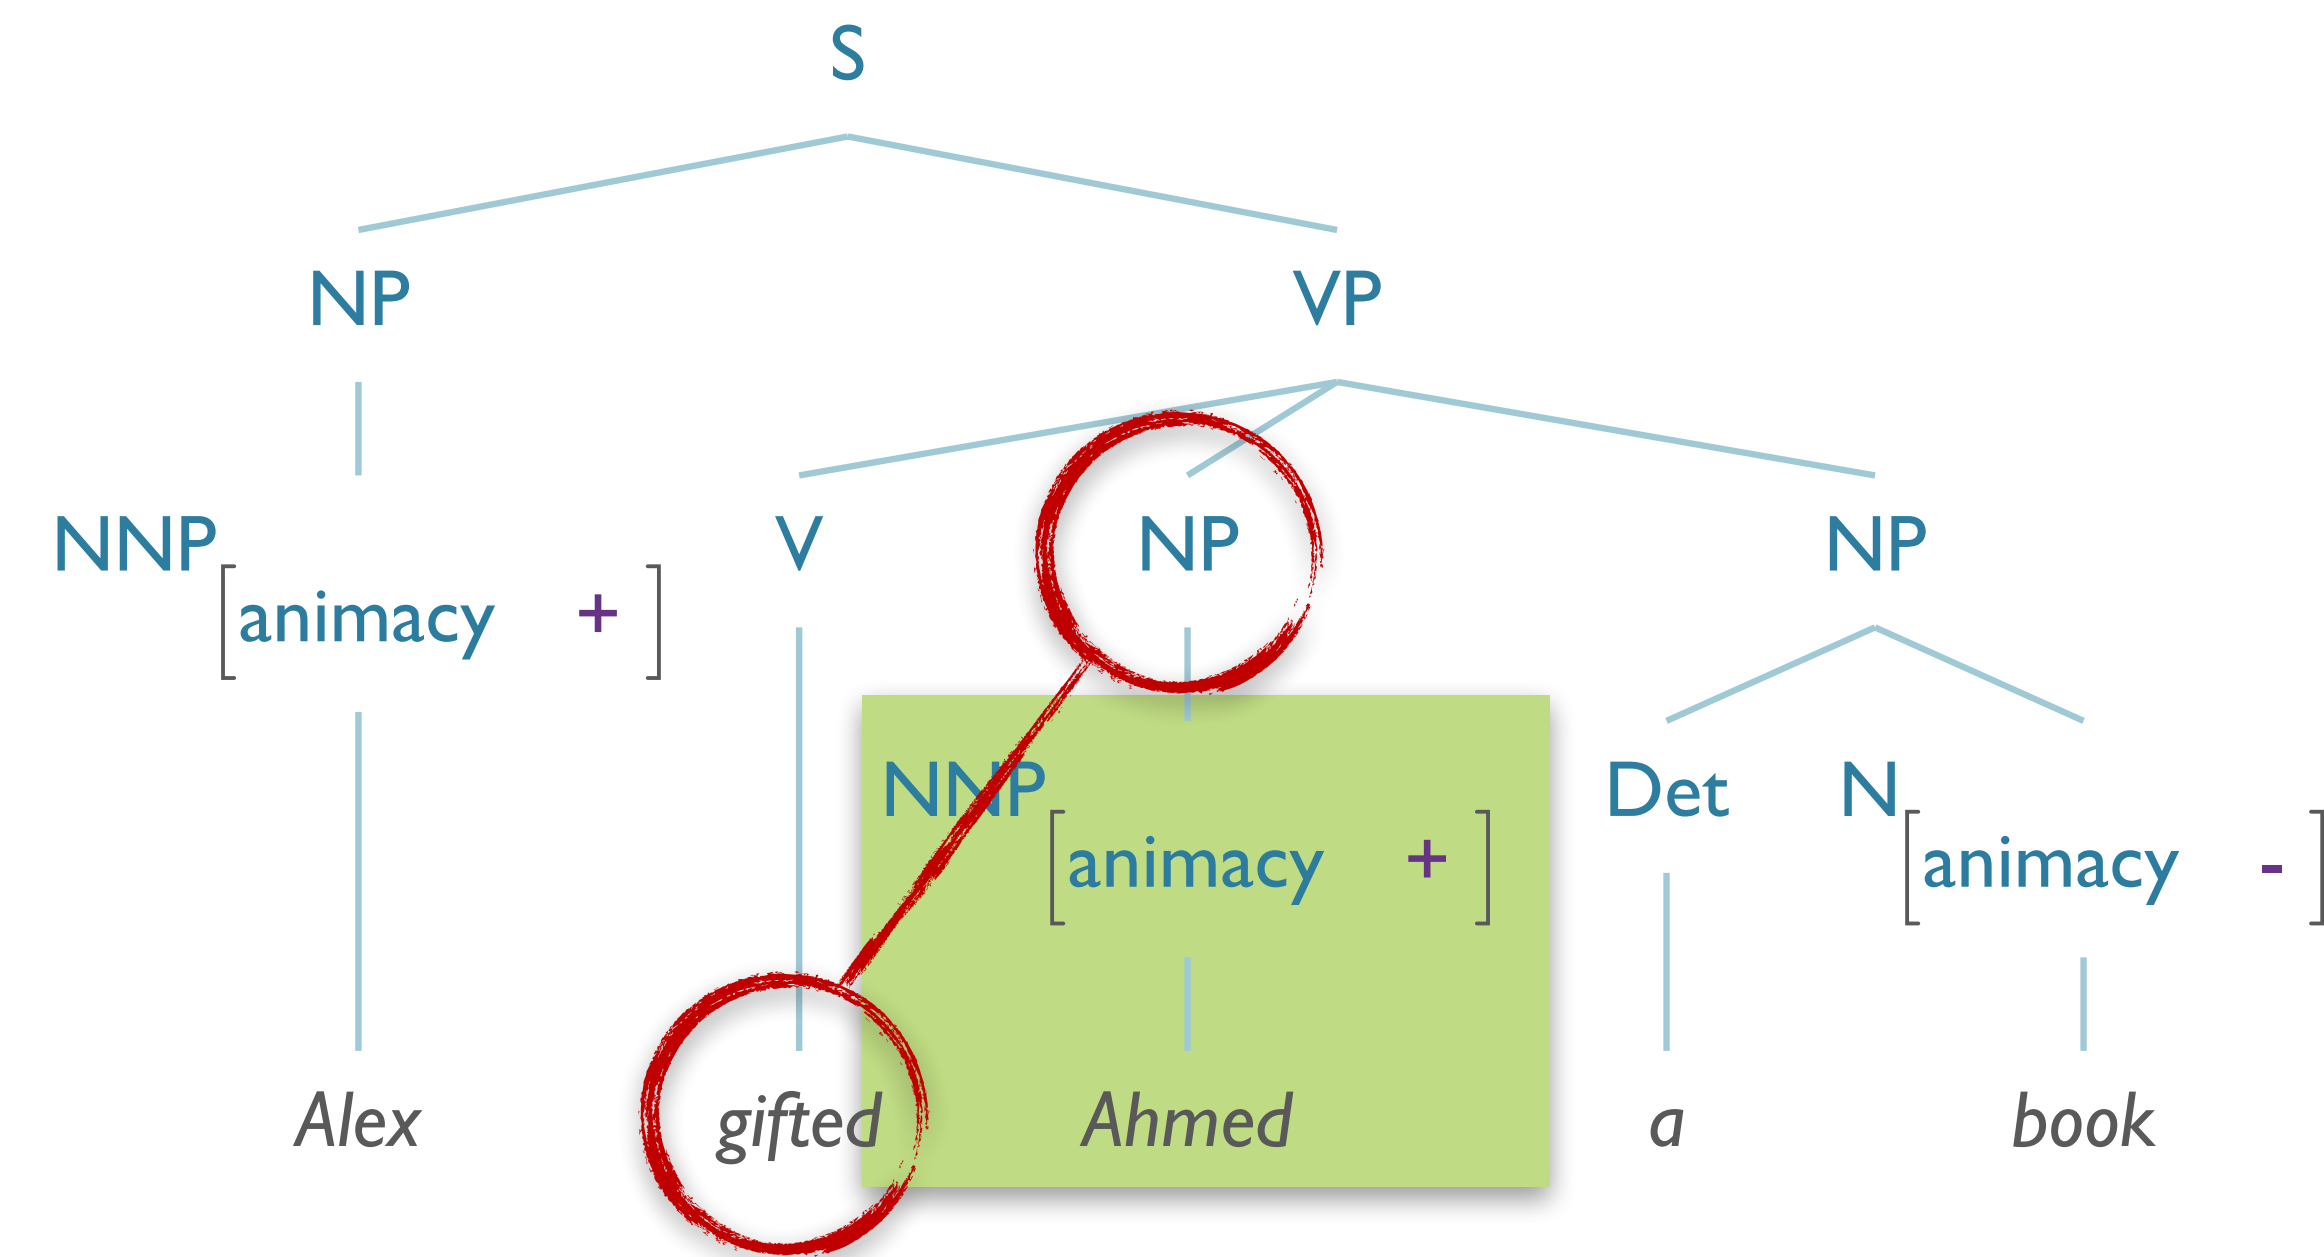 S
NP VP
NNP [animacy +] V NP NP
NNP [animacy +] Det N [animacy -]
Alex gifted Ahmed a book